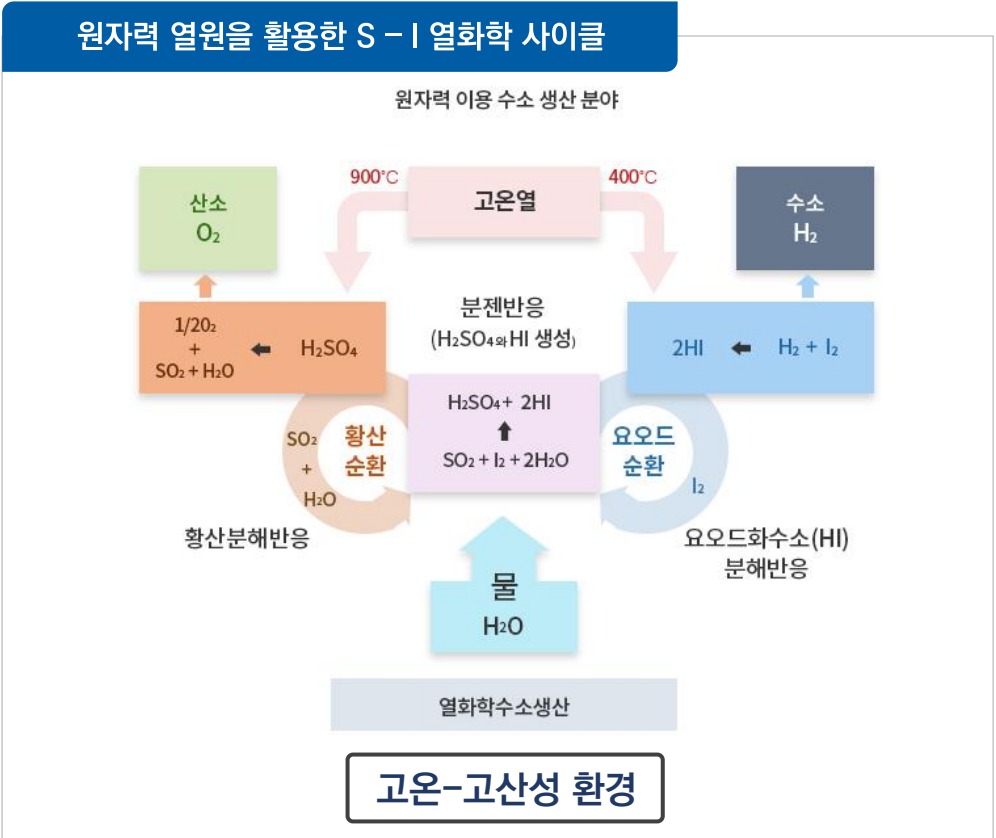 원자력 열원을 활용한 S – I 열화학 사이클
원자력 이용 수소 생산 분야
900℃
고온열
400℃
산소
O₂
수소
H₂
1/2O₂
+
SO₂ + H₂O
⬅
H₂SO₄
분젠반응
(H₂SO₄와 HI 생성)
2HI
⬅
H₂ + I₂
H₂SO₄ + 2HI
⬆
SO₂ + I₂ + 2H₂O
SO₂
+
H₂O
황산
순환
요오드
순환
I₂
황산분해반응
요오드화수소(HI)
분해반응
물
H₂O
열화학수소생산
고온-고산성 환경